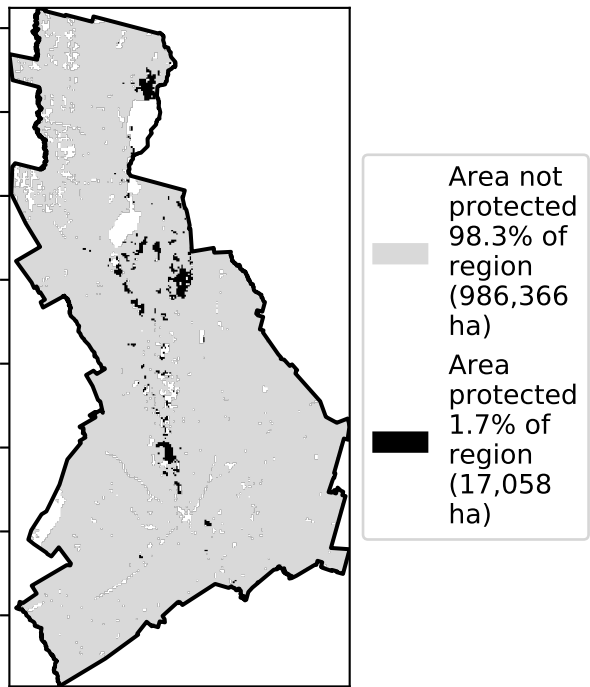 Area not
protected
98.3% of
region
(986,366
ha)
Area
protected
1.7% of
region
(17,058
ha)